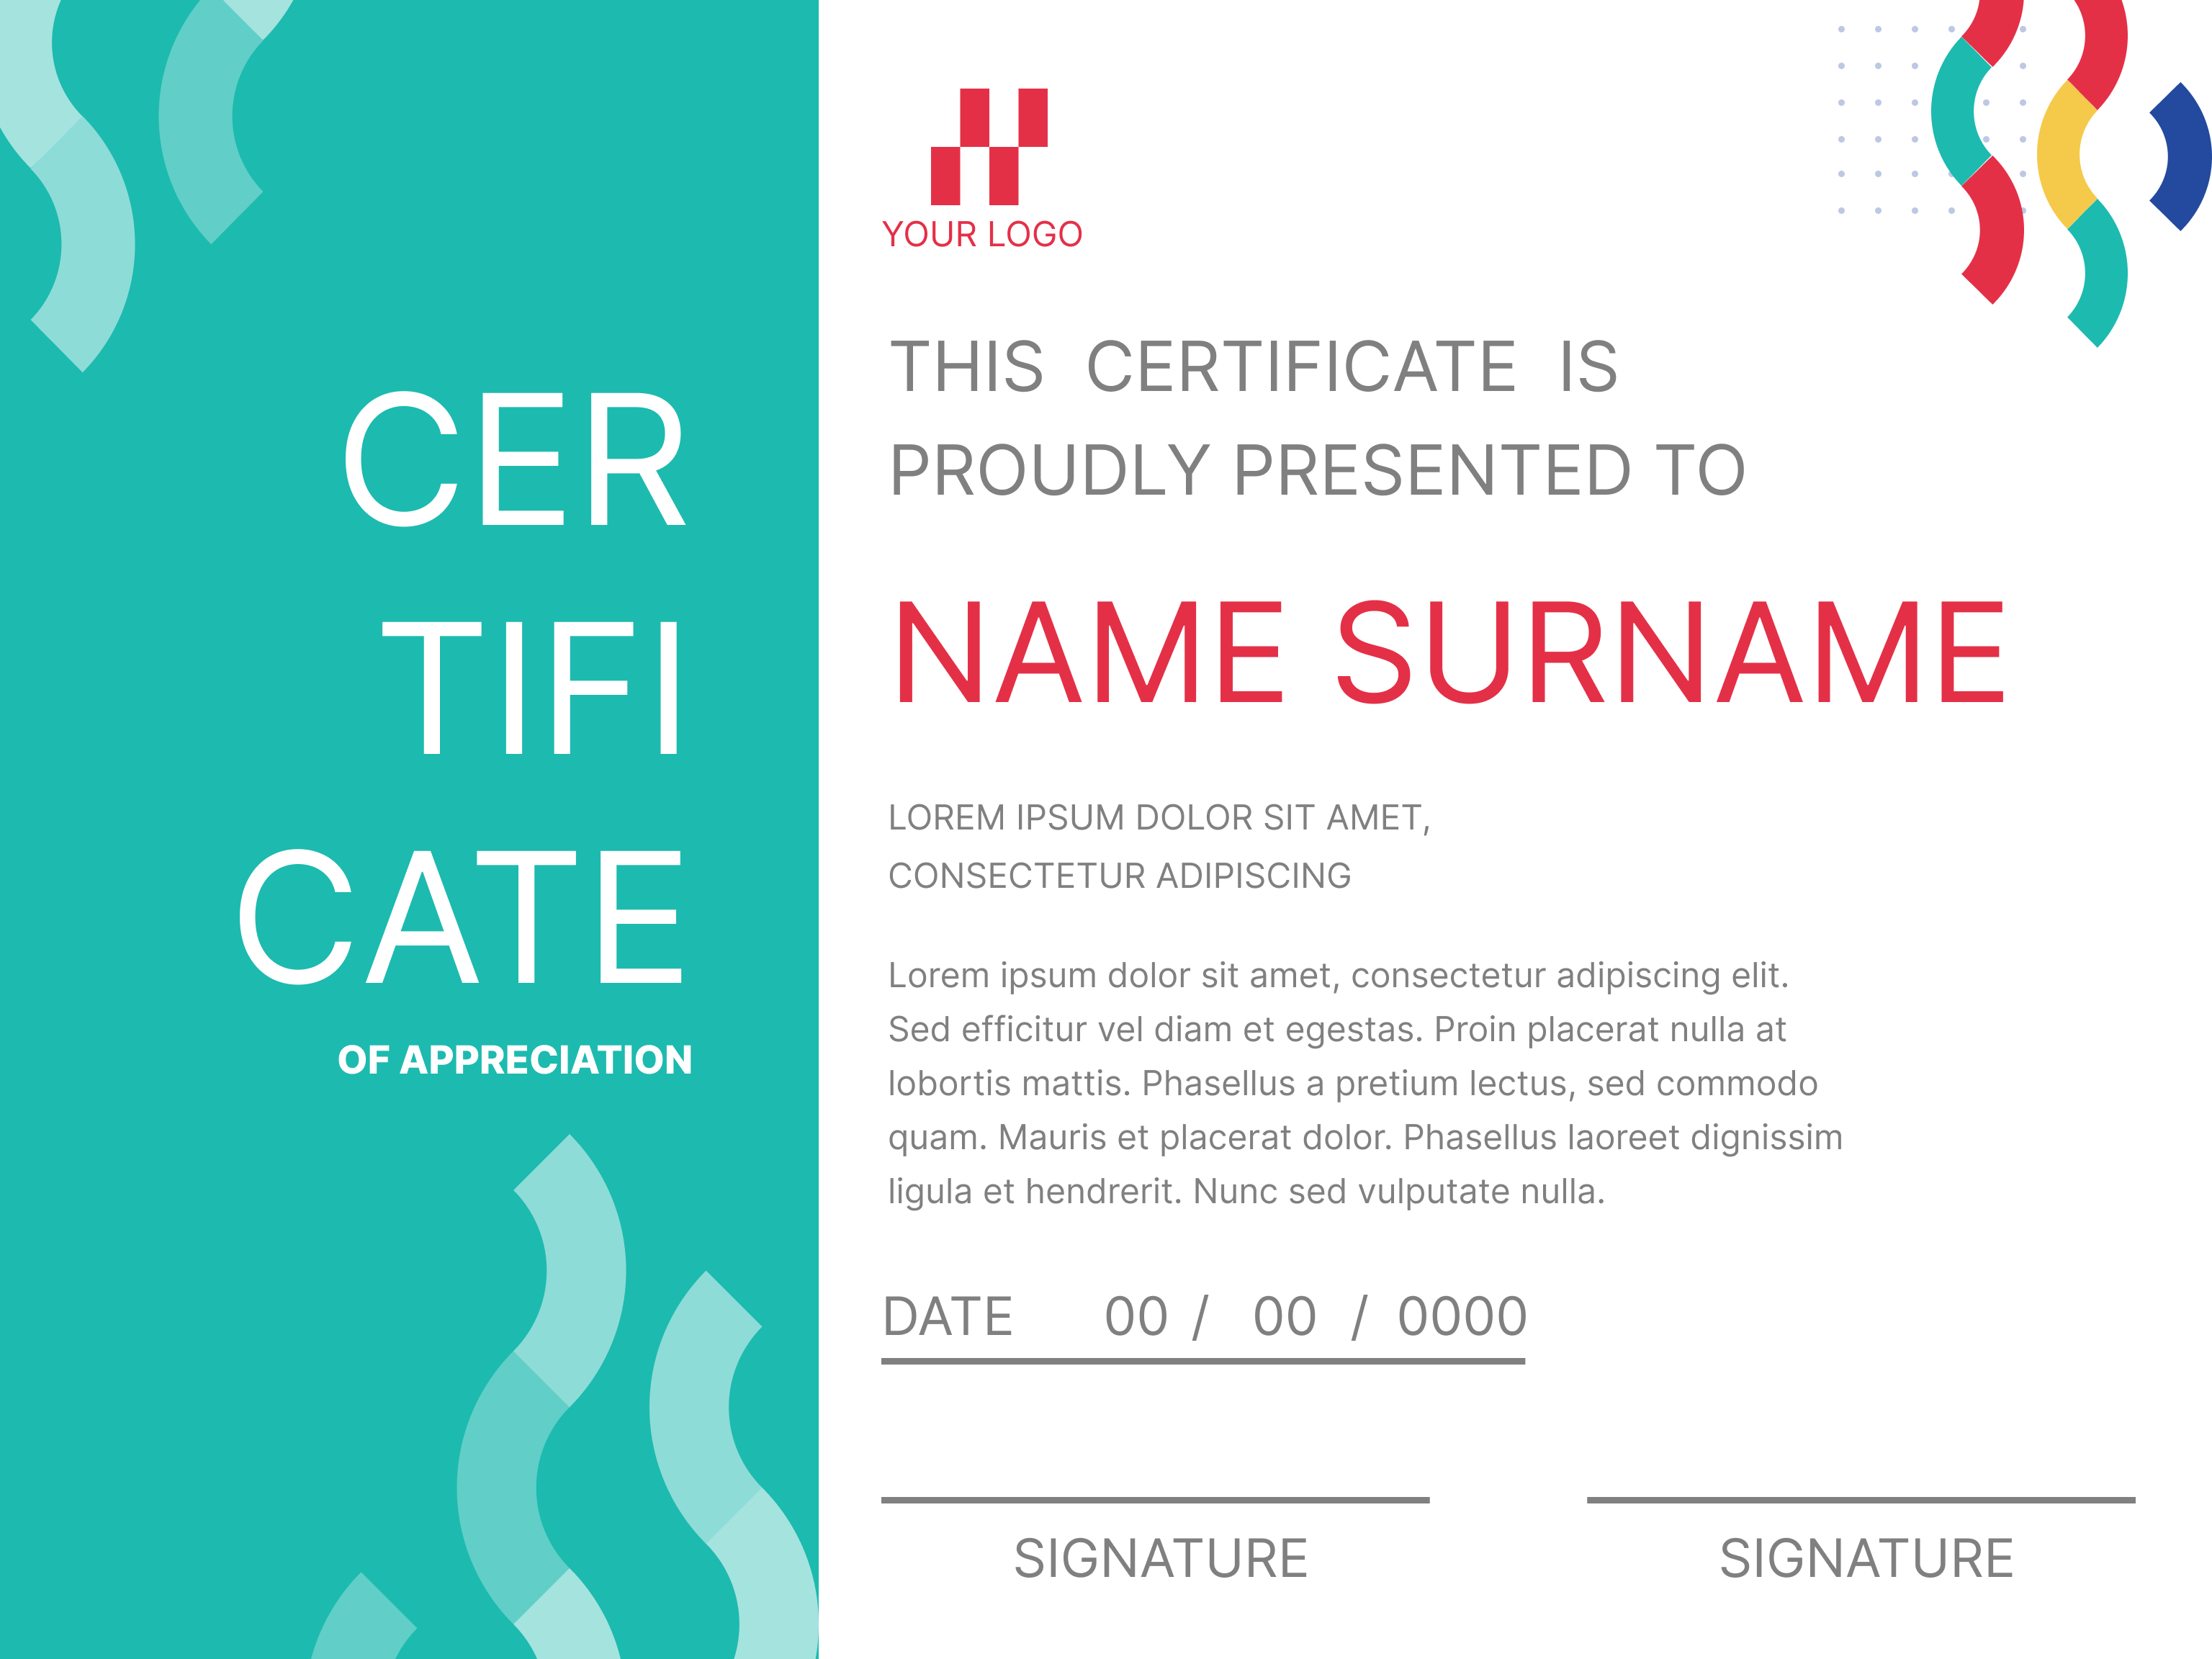 CER
TIFI
CATE
OF APPRECIATION
YOUR LOGO
THIS CERTIFICATE IS
PROUDLY PRESENTED TO
NAME SURNAME
LOREM IPSUM DOLOR SIT AMET,
CONSECTETUR ADIPISCING
Lorem ipsum dolor sit amet, consectetur adipiscing elit.
Sed efficitur vel diam et egestas. Proin placerat nulla at
lobortis mattis. Phasellus a pretium lectus, sed commodo
quam. Mauris et placerat dolor. Phasellus laoreet dignissim
ligula et hendrerit. Nunc sed vulputate nulla.
DATE 00 / 00 / 0000
SIGNATURE SIGNATURE